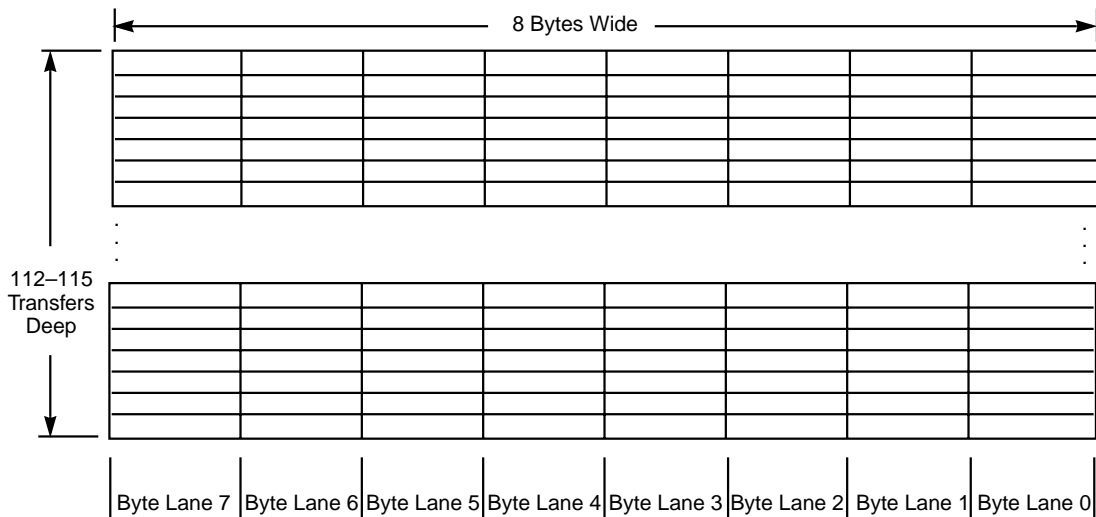 8 Bytes Wide
112–115
Transfers
Deep
Byte Lane 7 Byte Lane 6 Byte Lane 5 Byte Lane 4 Byte Lane 3 Byte Lane 2 Byte Lane 1 Byte Lane 0